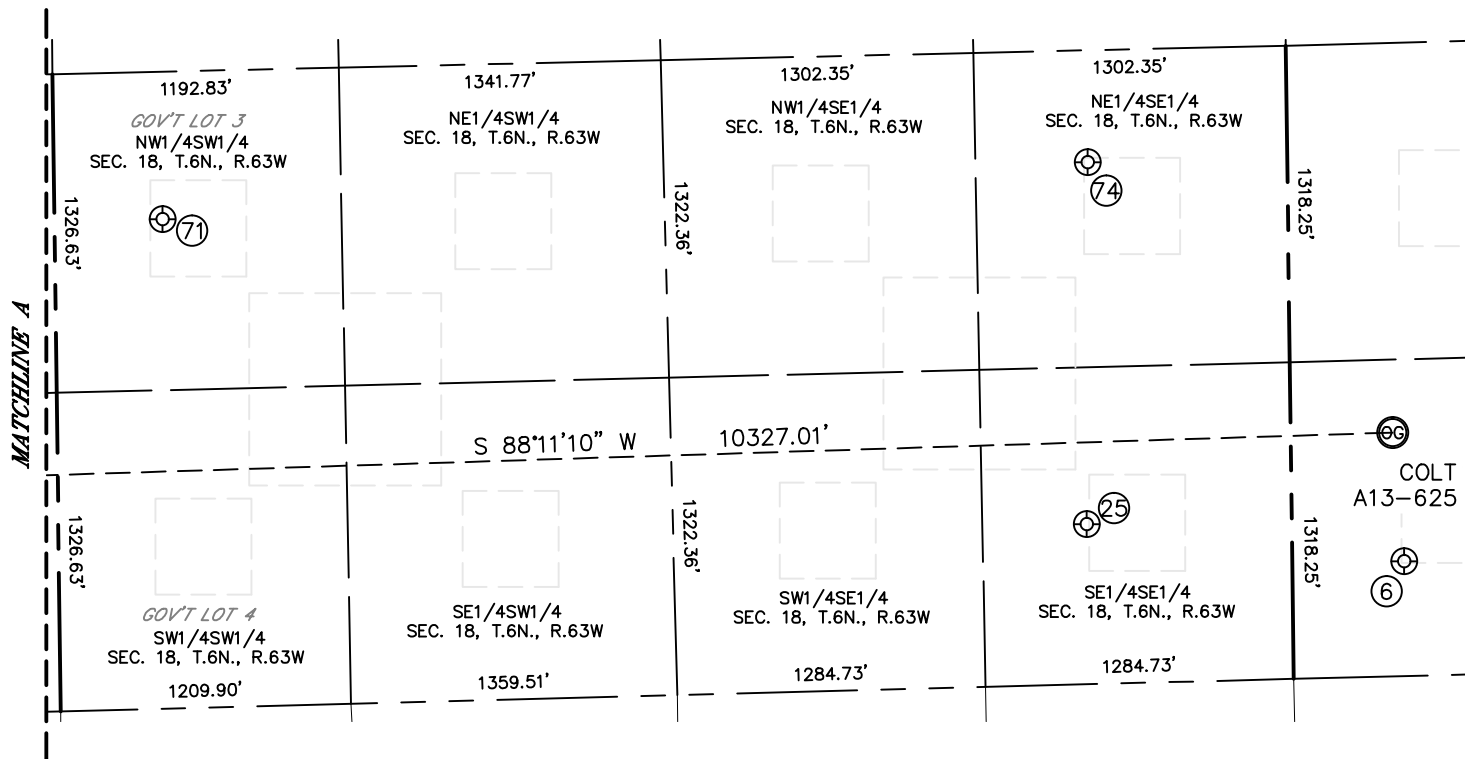 1192.83'
1341.77'
1302.35'
1302.35'
GOV'T LOT 3
NW1/4SW1/4
SEC. 18, T.6N., R.63W
NE1/4SW1/4
SEC. 18, T.6N., R.63W
NW1/4SE1/4
SEC. 18, T.6N., R.63W
NE1/4SE1/4
SEC. 18, T.6N., R.63W
74
71
1326.63'
1322.36'
1318.25'
MATCHLINE A
S 88°11'10" W 10327.01'
OG
COLT
A13-625
25
6
1326.63'
1322.36'
1318.25'
GOV'T LOT 4
SW1/4SW1/4
SEC. 18, T.6N., R.63W
SE1/4SW1/4
SEC. 18, T.6N., R.63W
SW1/4SE1/4
SEC. 18, T.6N., R.63W
SE1/4SE1/4
SEC. 18, T.6N., R.63W
1209.90'
1359.51'
1284.73'
1284.73'